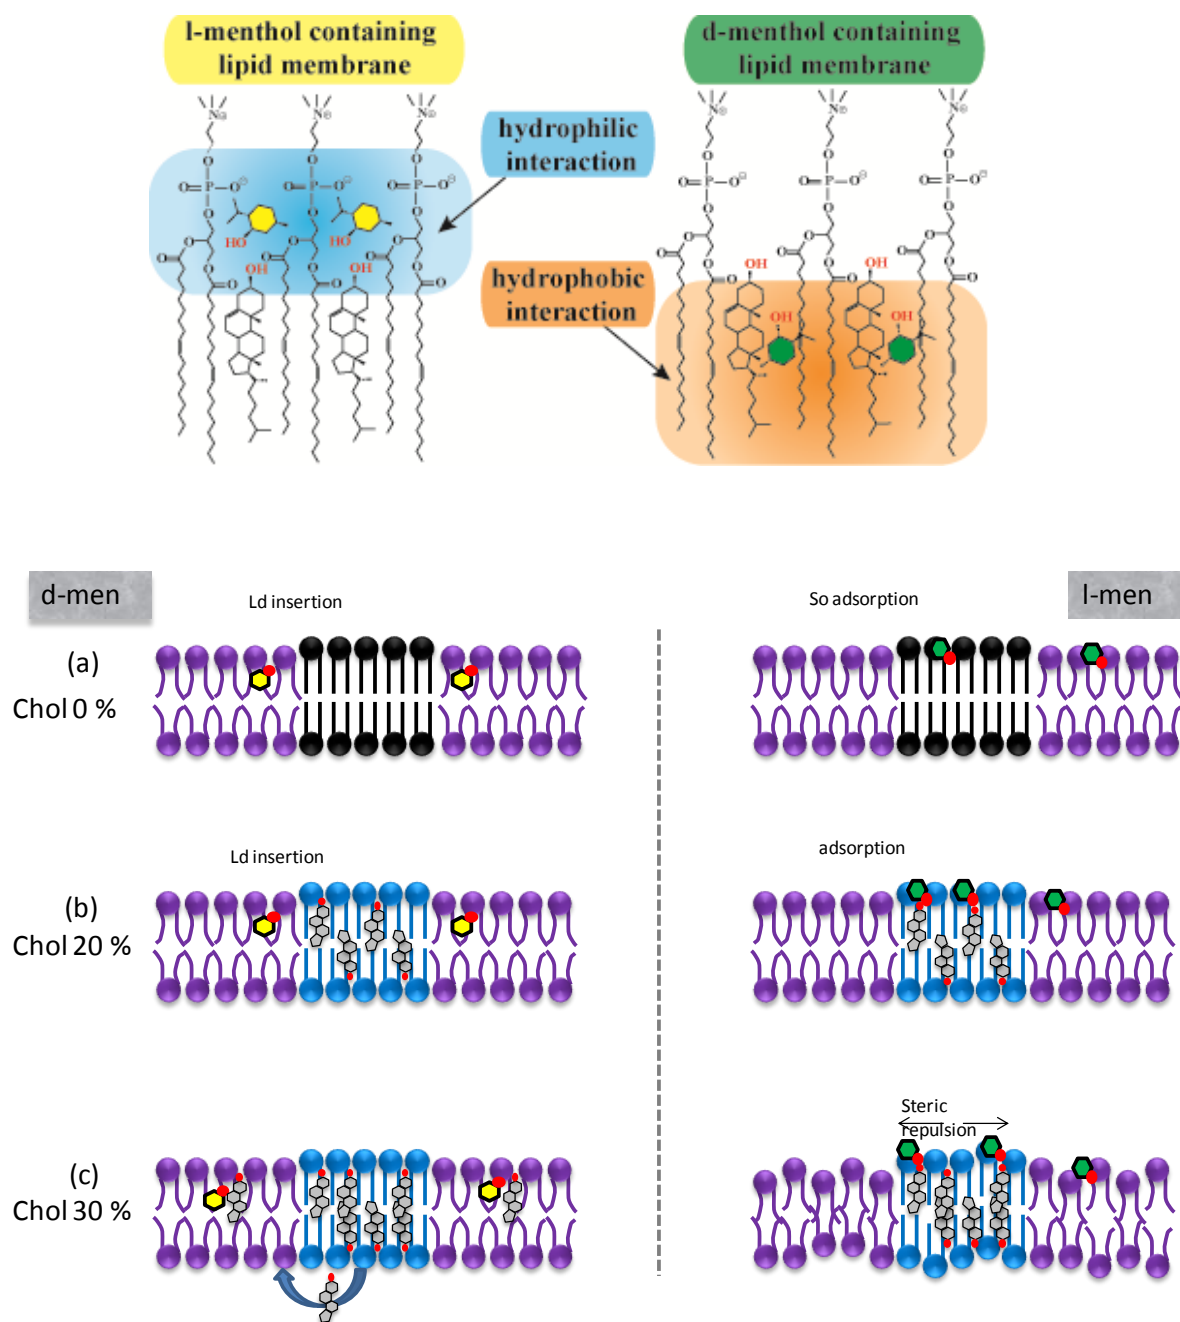 l-menthol containing
lipid membrane
d-menthol containing
lipid membrane
hydrophilic
interaction
hydrophobic
interaction
N⊕
N⊕
N⊕
N⊕
N⊕
N⊕
O
O
O
O
O
O
O=P—O⊖
O=P—O⊖
O=P—O⊖
O=P—O⊖
O=P—O⊖
O=P—O⊖
O
O
O
O
O
O
HO
HO
OH
OH
OH
OH
OH
OH
d-men
l-men
Ld insertion
So adsorption
(a)
Chol 0 %
Ld insertion
adsorption
(b)
Chol 20 %
Steric
repulsion
(c)
Chol 30 %